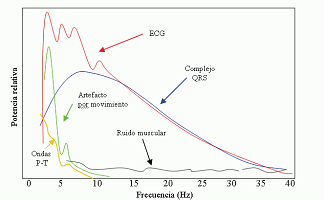 ECG
Complejo
QRS
Artefacto
por movimiento
Ruido muscular
Ondas
P-T
Potencia relativa
0 5 10 15 20 25 30 35 40
Frecuencia (Hz)